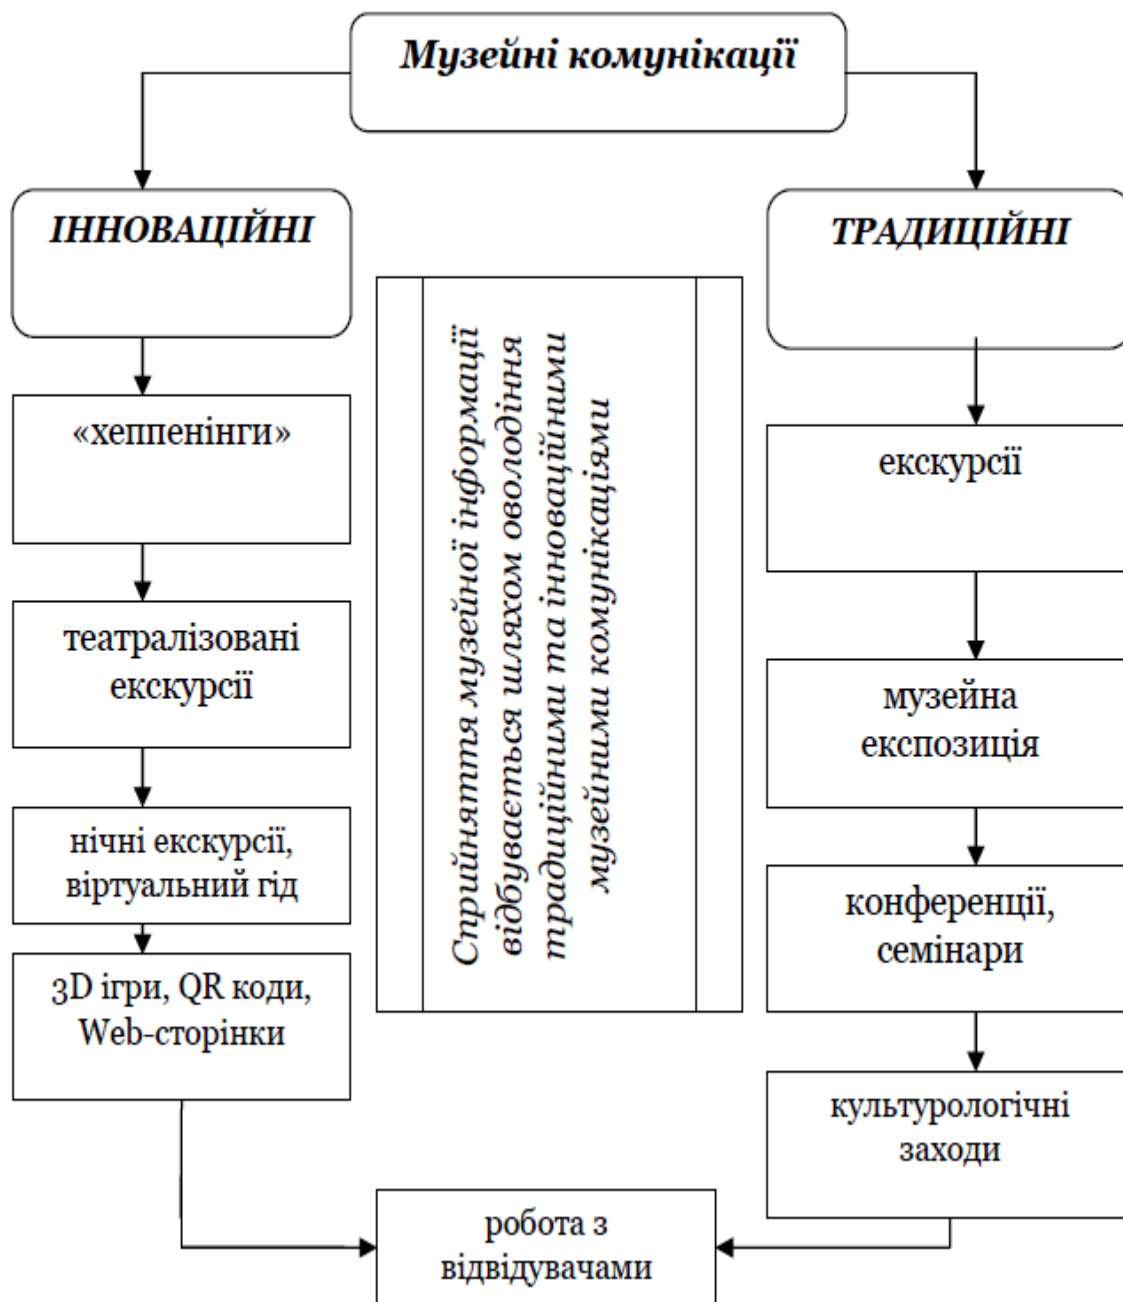 Музейні комунікації
ІННОВАЦІЙНІ
ТРАДИЦІЙНІ
«хеппенінги»
театралізовані
екскурсії
нічні екскурсії,
віртуальний гід
3D ігри, QR коди,
Web-сторінки
Сприйняття музейної інформації
відбувається шляхом оволодіння
традиційними та інноваційними
музейними комунікаціями
екскурсії
музейна
експозиція
конференції,
семінари
культурологічні
заходи
робота з
відвідувачами